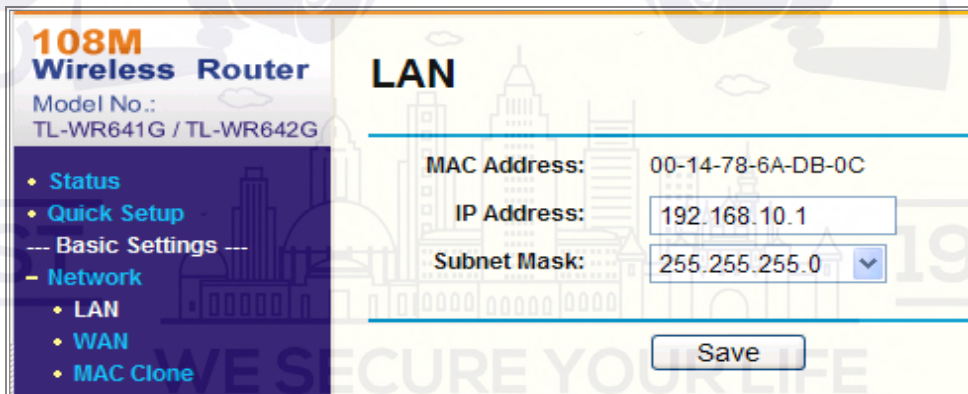 108M
Wireless Router
Model No.:
TL-WR641G / TL-WR642G
• Status
• Quick Setup
--- Basic Settings ---
– Network
• LAN
• WAN
• MAC Clone
LAN
MAC Address: 00-14-78-6A-DB-0C
IP Address: 192.168.10.1
Subnet Mask: 255.255.255.0
Save
ST
19
WE SECURE YOUR LIFE